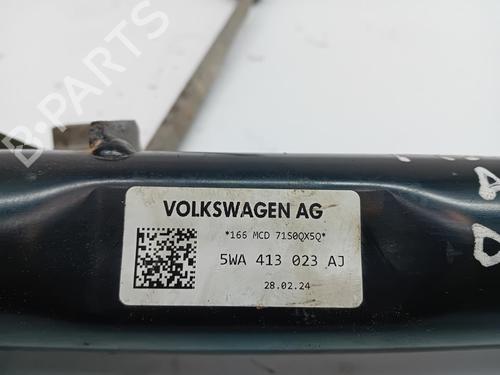 B-PARTS
VOLKSWAGEN AG
*166 MCD 71S0QX5Q*
5WA 413 023 AJ
28.02.24